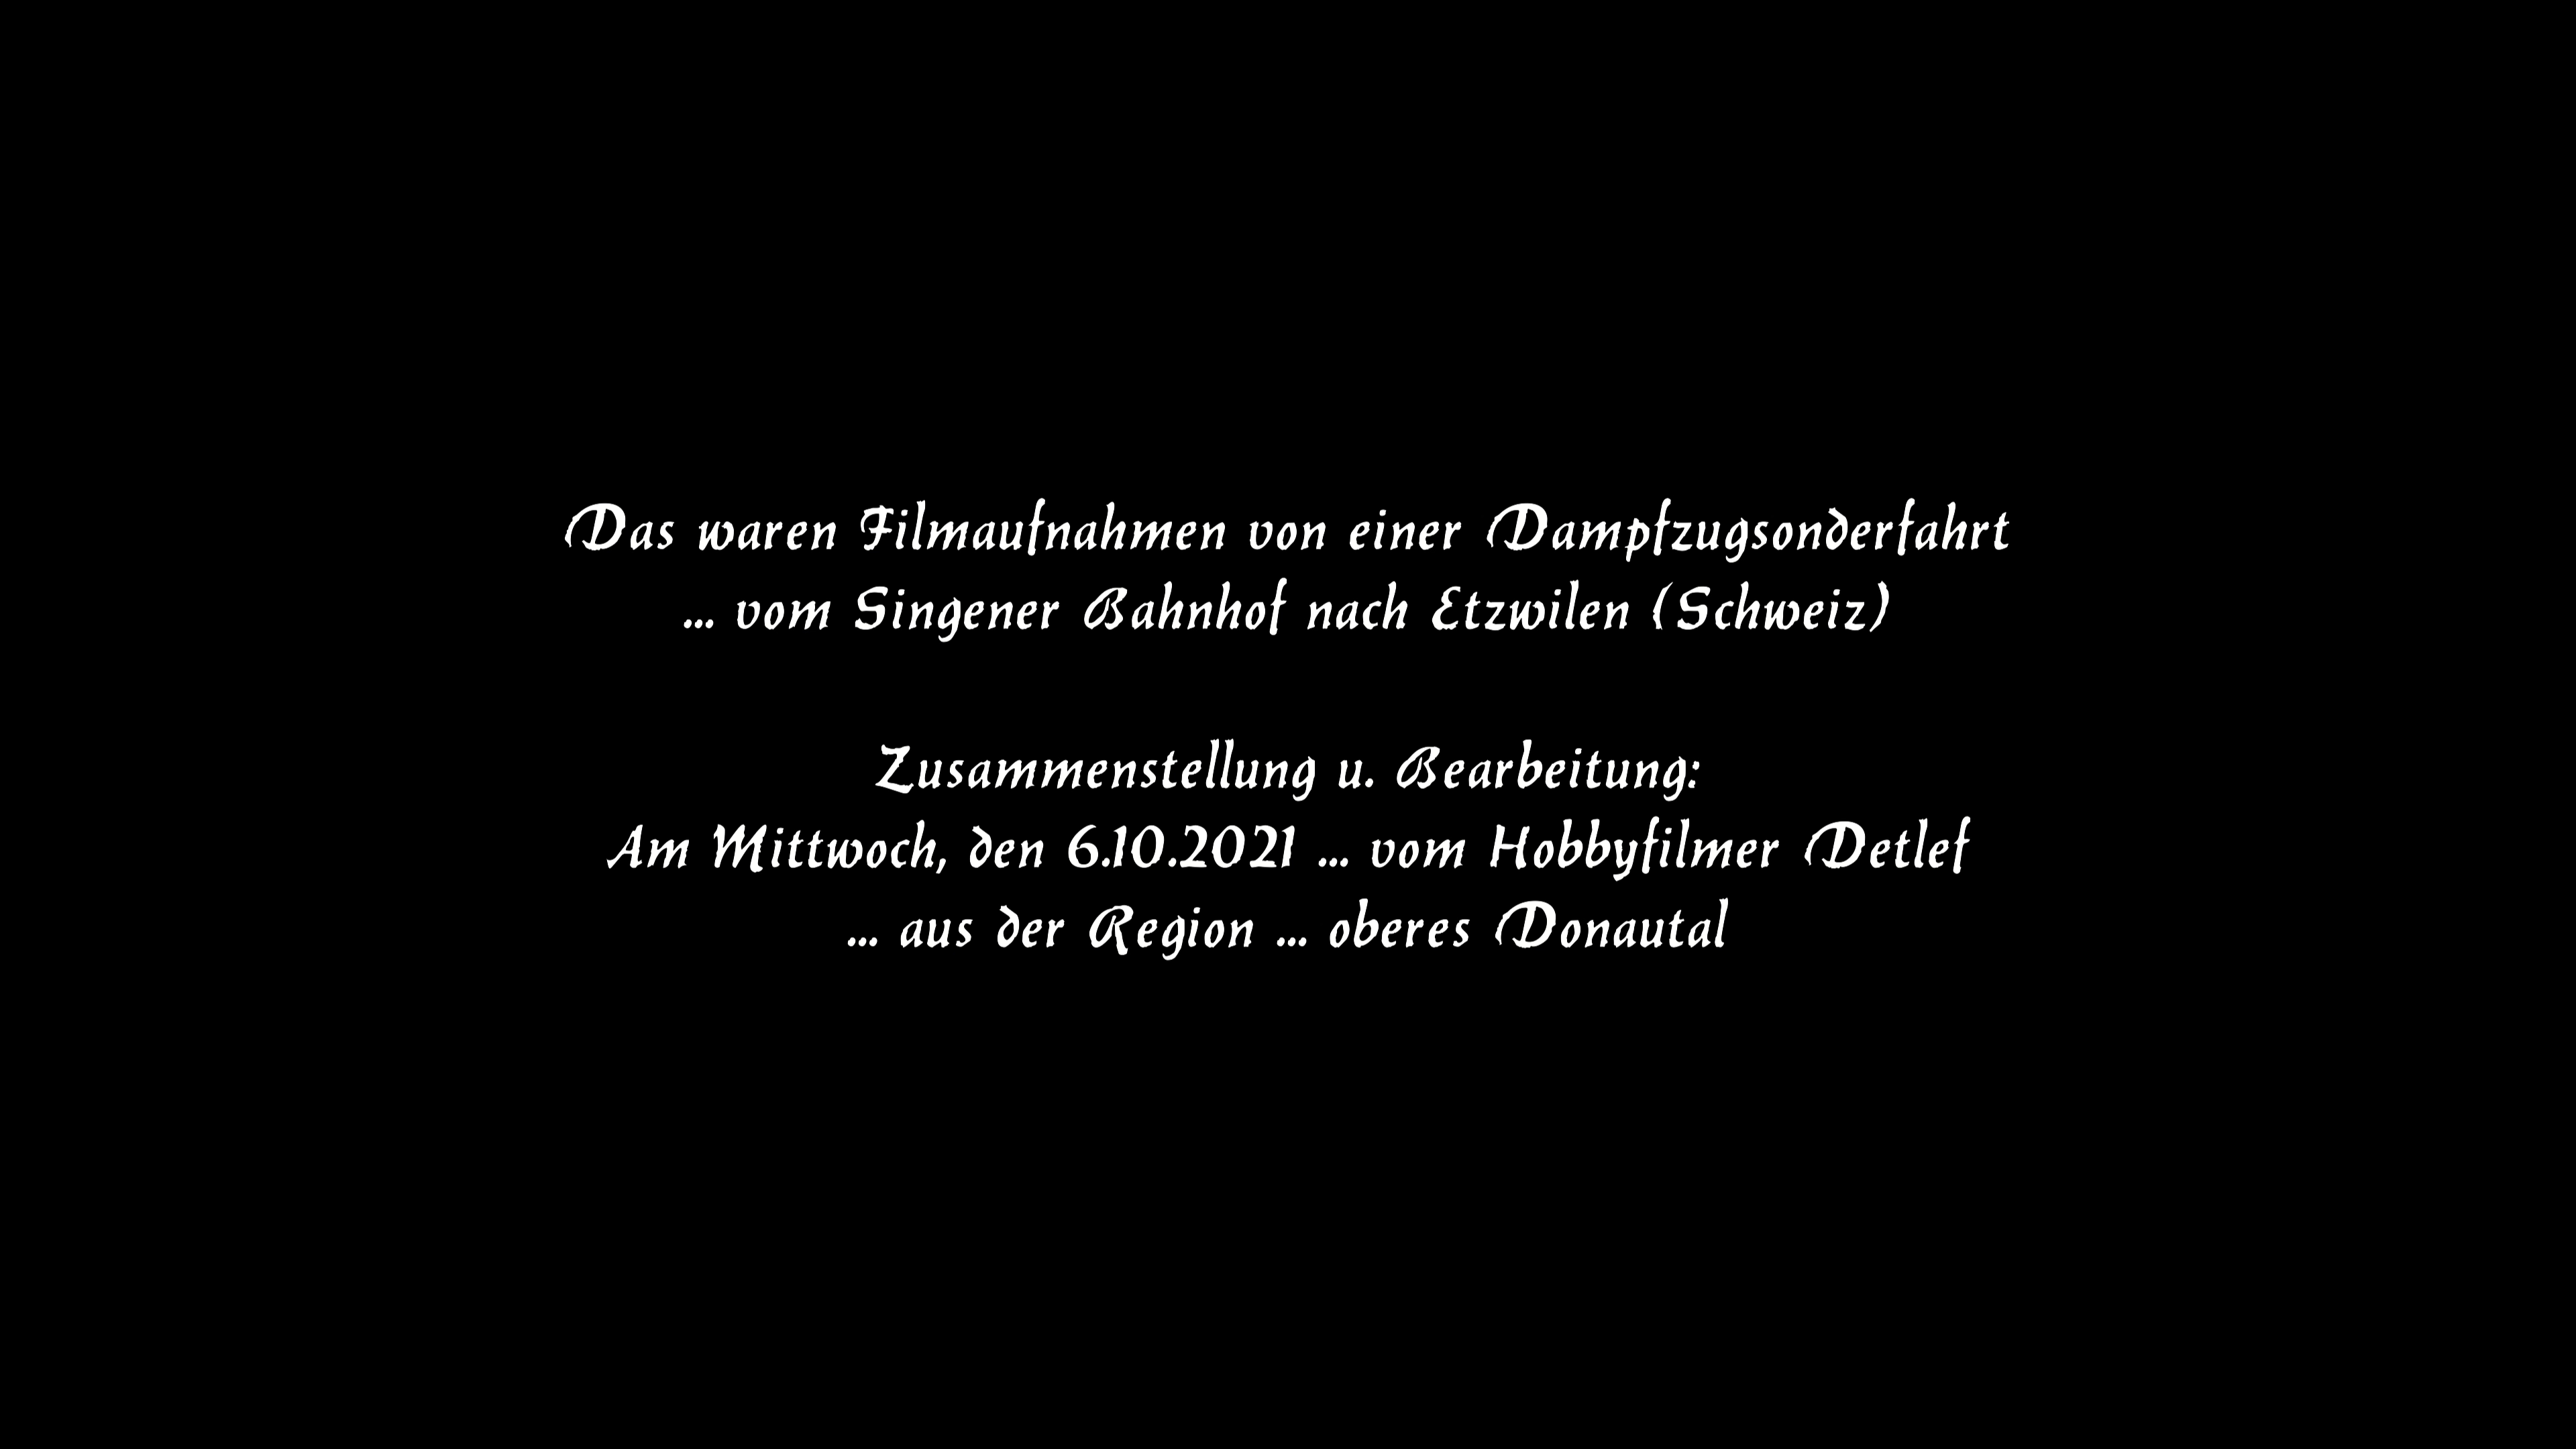 Das waren Filmaufnahmen von einer Dampfzugsonderfahrt
... vom Singener Bahnhof nach Etzwilen (Schweiz)
Zusammenstellung u. Bearbeitung:
Am Mittwoch, den 6.10.2021 ... vom Hobbyfilmer Detlef
... aus der Region ... oberes Donautal